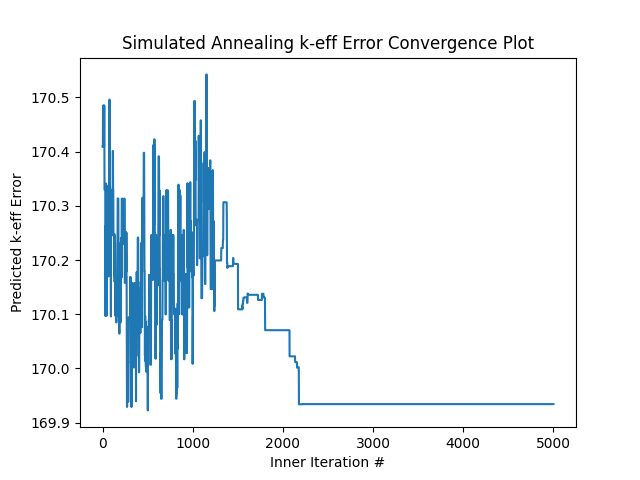 Simulated Annealing k-eff Error Convergence Plot
170.5
170.4
170.3
170.2
170.1
170.0
169.9
Predicted k-eff Error
0 1000 2000 3000 4000 5000
Inner Iteration #